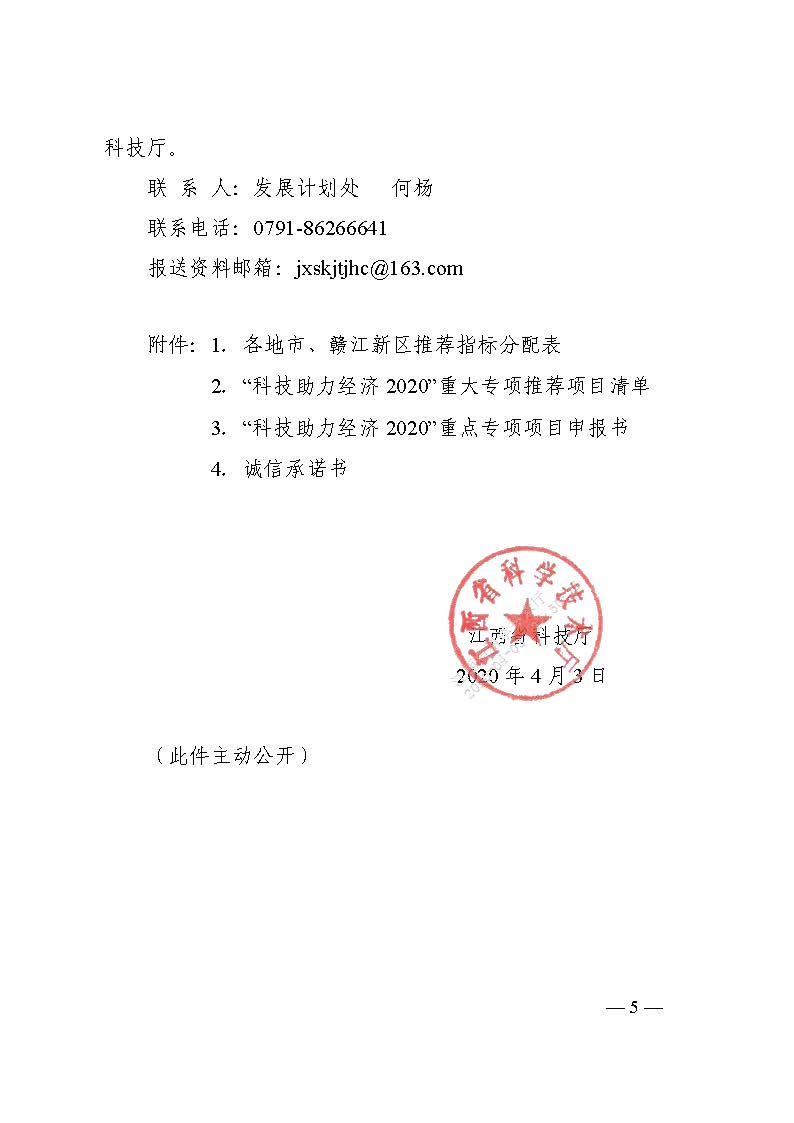 科技厅。
联 系 人：发展计划处 何杨
联系电话：0791-86266641
报送资料邮箱：jxskjtjhc@163.com
附件：1. 各地市、赣江新区推荐指标分配表
2. “科技助力经济 2020”重大专项推荐项目清单
3. “科技助力经济 2020”重点专项项目申报书
4. 诚信承诺书
江西省科学技术厅
江西省科技厅
2020 年 4 月 3 日
（此件主动公开）
— 5 —